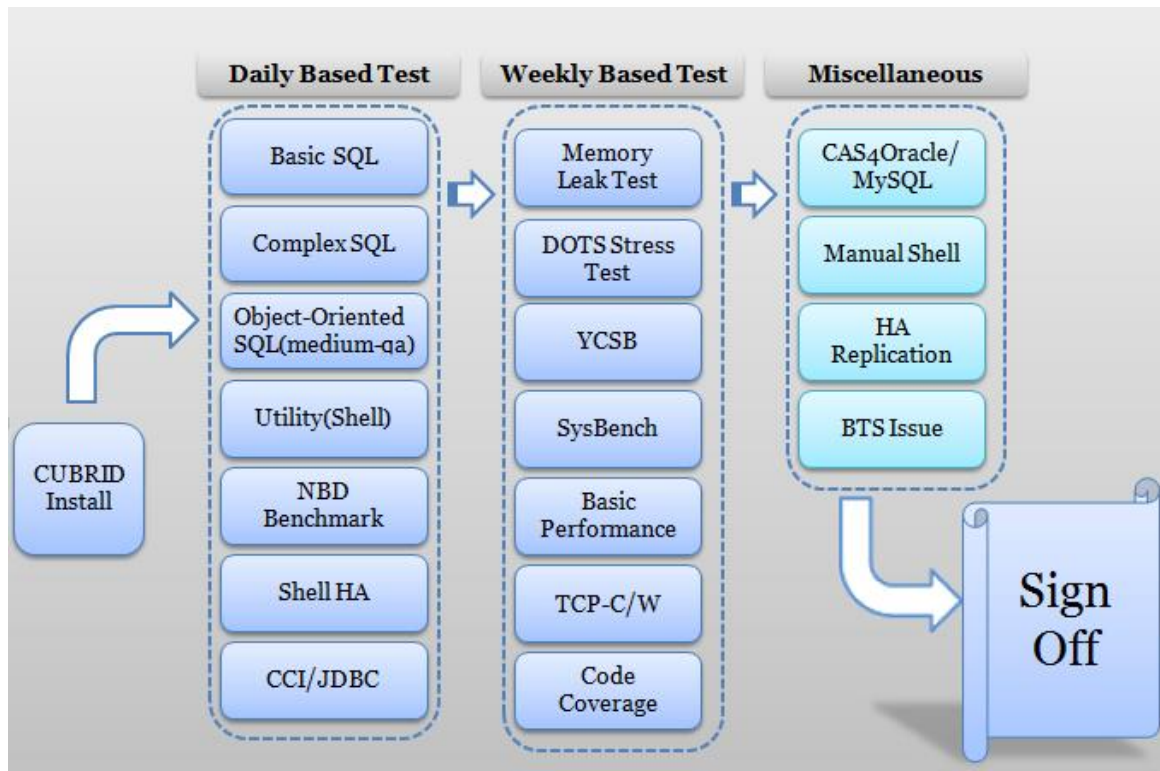 Daily Based Test
Weekly Based Test
Miscellaneous
CUBRID
Install
Basic SQL
Complex SQL
Object-Oriented
SQL(medium-qa)
Utility(Shell)
NBD
Benchmark
Shell HA
CCI/JDBC
Memory
Leak Test
DOTS Stress
Test
YCSB
SysBench
Basic
Performance
TCP-C/W
Code
Coverage
CAS4Oracle/
MySQL
Manual Shell
HA
Replication
BTS Issue
Sign
Off